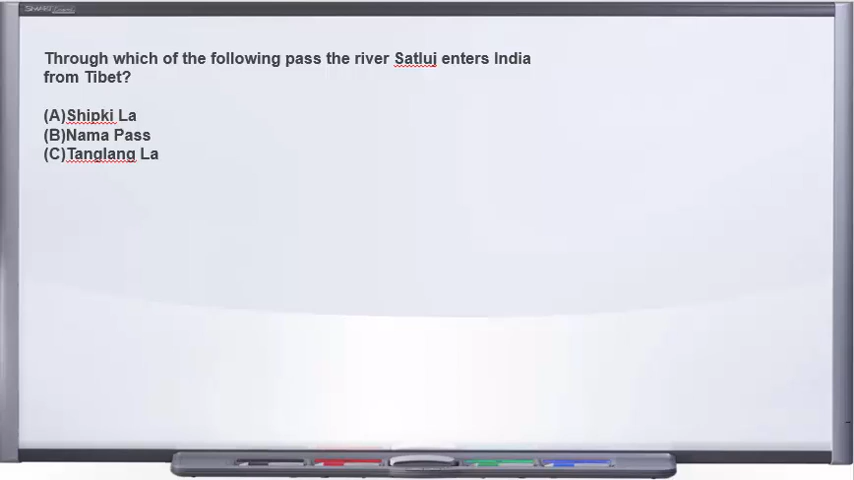 SMART
Through which of the following pass the river Satluj enters India
from Tibet?
(A)Shipki La
(B)Nama Pass
(C)Tanglang La